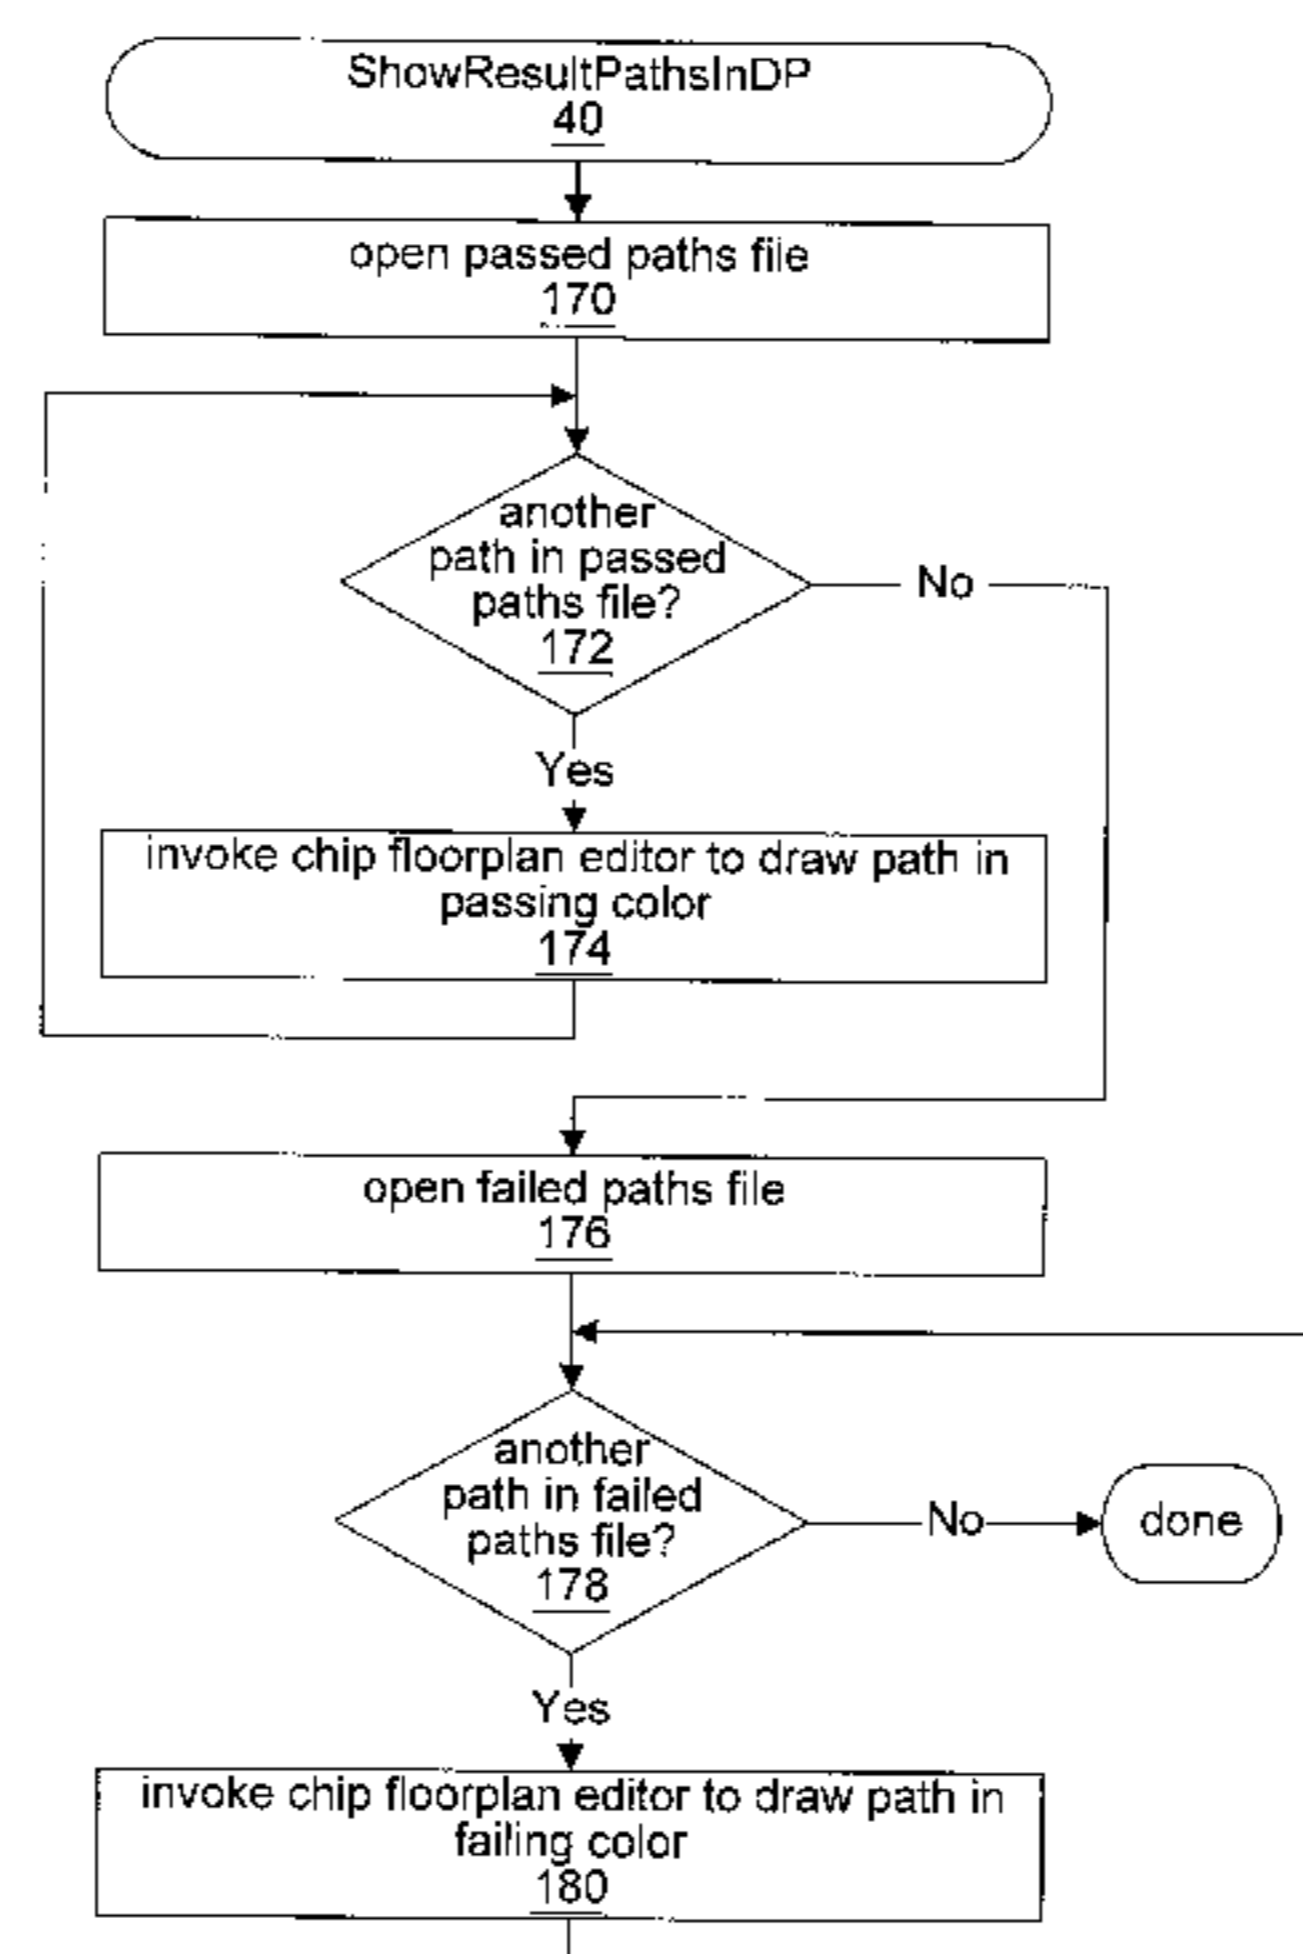 ShowResultPathsInDP
40
open passed paths file
170
another
path in passed
paths file?
172
No
Yes
invoke chip floorplan editor to draw path in
passing color
174
open failed paths file
176
another
path in failed
paths file?
178
No
done
Yes
invoke chip floorplan editor to draw path in
failing color
180